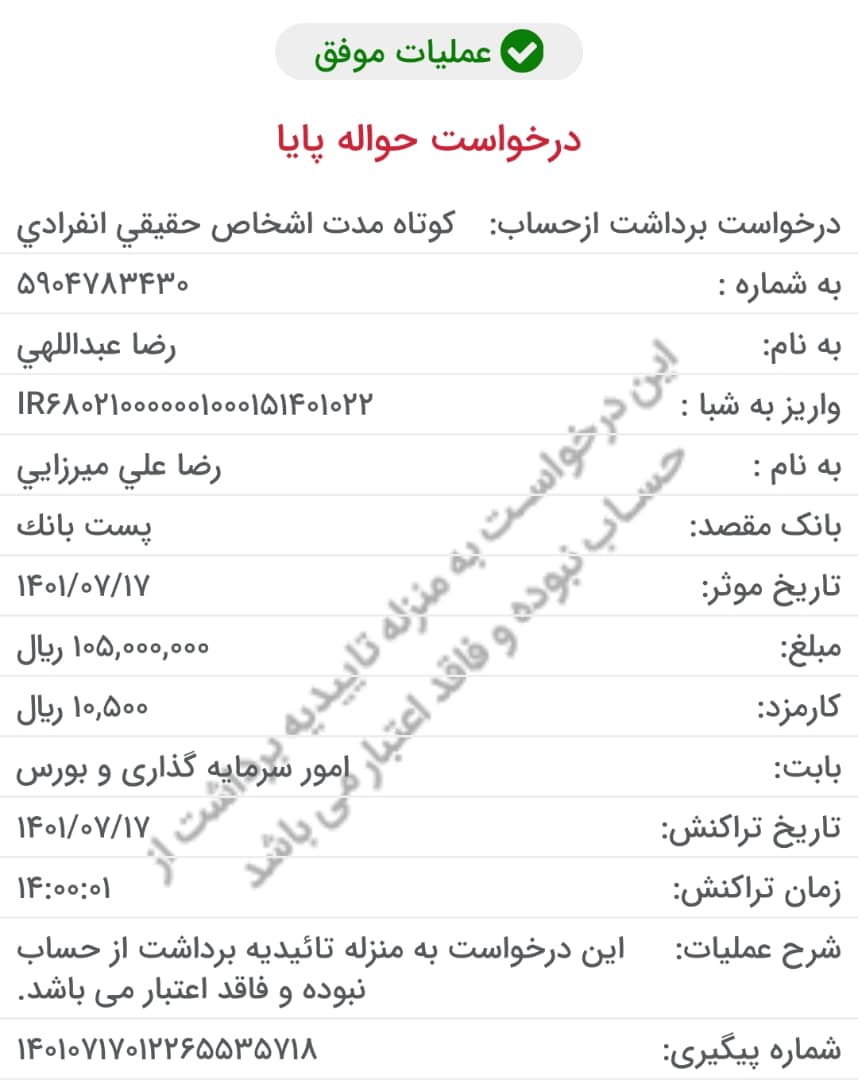 عملیات موفق
درخواست حواله پایا
درخواست برداشت ازحساب: کوتاه مدت اشخاص حقيقي انفرادي
به شماره : ۵۹۰۴۷۸۳۴۳۰
به نام: رضا عبداللهي
واریز به شبا : IR۶۸۰۲۱۰۰۰۰۰۰۱۰۰۰۱۵۱۴۰۱۰۲۲
به نام : رضا علي ميرزايي
بانک مقصد: پست بانك
تاریخ موثر: ۱۴۰۱/۰۷/۱۷
مبلغ: ۱۰۵,۰۰۰,۰۰۰ ریال
کارمزد: ۱۰,۵۰۰ ریال
بابت: امور سرمایه گذاری و بورس
تاریخ تراکنش: ۱۴۰۱/۰۷/۱۷
زمان تراکنش: ۱۴:۰۰:۰۱
شرح عملیات: این درخواست به منزله تائیدیه برداشت از حساب
نبوده و فاقد اعتبار می باشد.
شماره پیگیری: ۱۴۰۱۰۷۱۷۰۱۲۲۶۵۵۳۵۷۱۸
این درخواست به منزله تاییدیه برداشت از
حساب نبوده و فاقد اعتبار می باشد